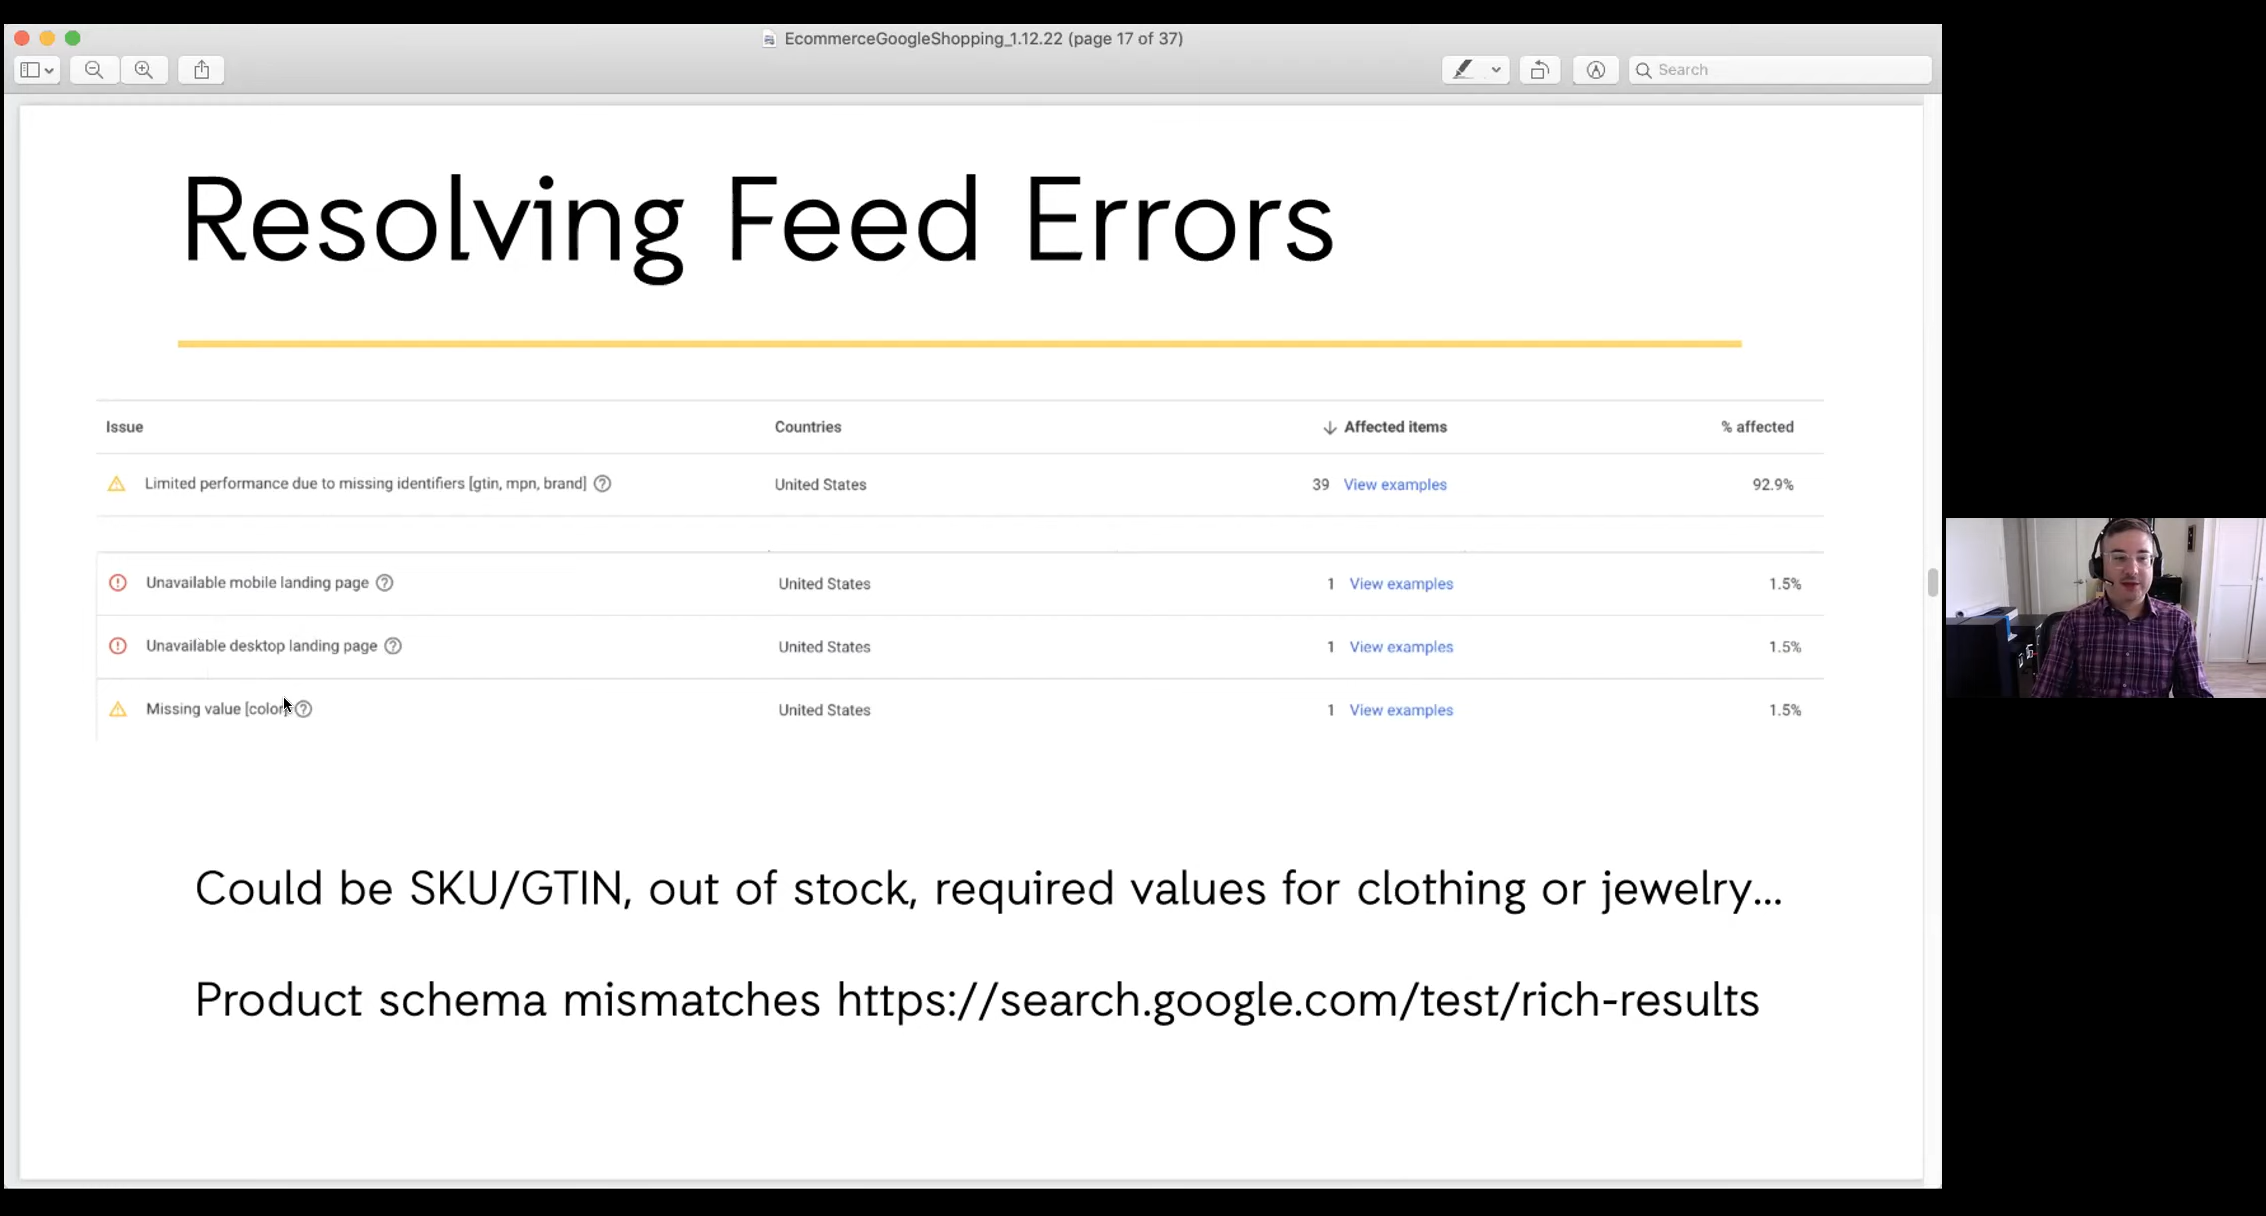 EcommerceGoogleShopping_1.12.22 (page 17 of 37)
Search
Resolving Feed Errors
Issue Countries Affected items % affected
Limited performance due to missing identifiers [gtin, mpn, brand] United States 39 View examples 92.9%
Unavailable mobile landing page United States 1 View examples 1.5%
Unavailable desktop landing page United States 1 View examples 1.5%
Missing value [color] United States 1 View examples 1.5%
Could be SKU/GTIN, out of stock, required values for clothing or jewelry...
Product schema mismatches https://search.google.com/test/rich-results